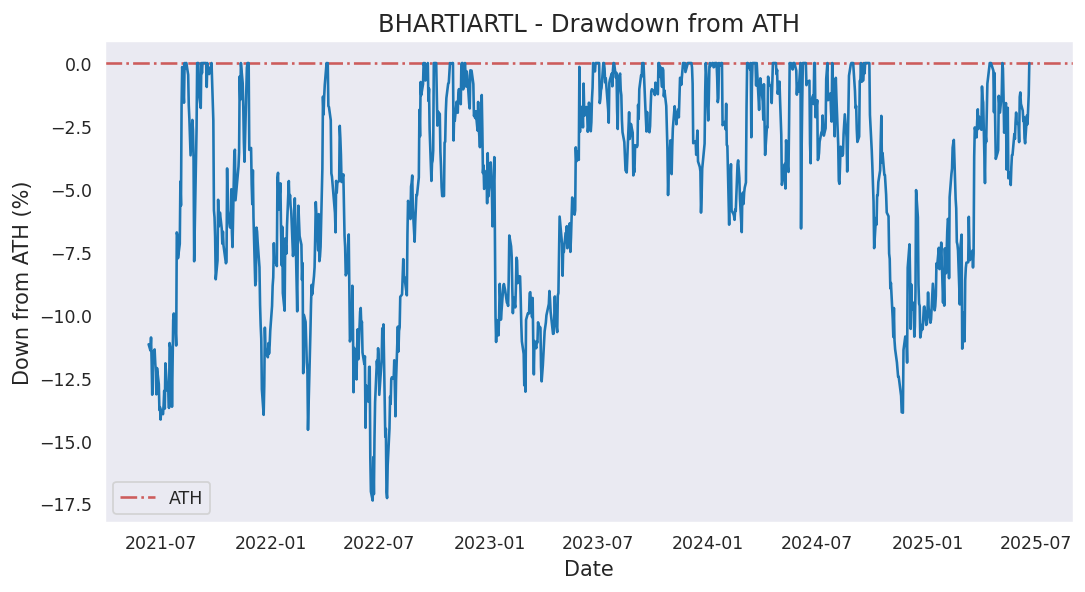 BHARTIARTL - Drawdown from ATH
Down from ATH (%)
0.0
−2.5
−5.0
−7.5
−10.0
−12.5
−15.0
−17.5
ATH
2021-07 2022-01 2022-07 2023-01 2023-07 2024-01 2024-07 2025-01 2025-07
Date